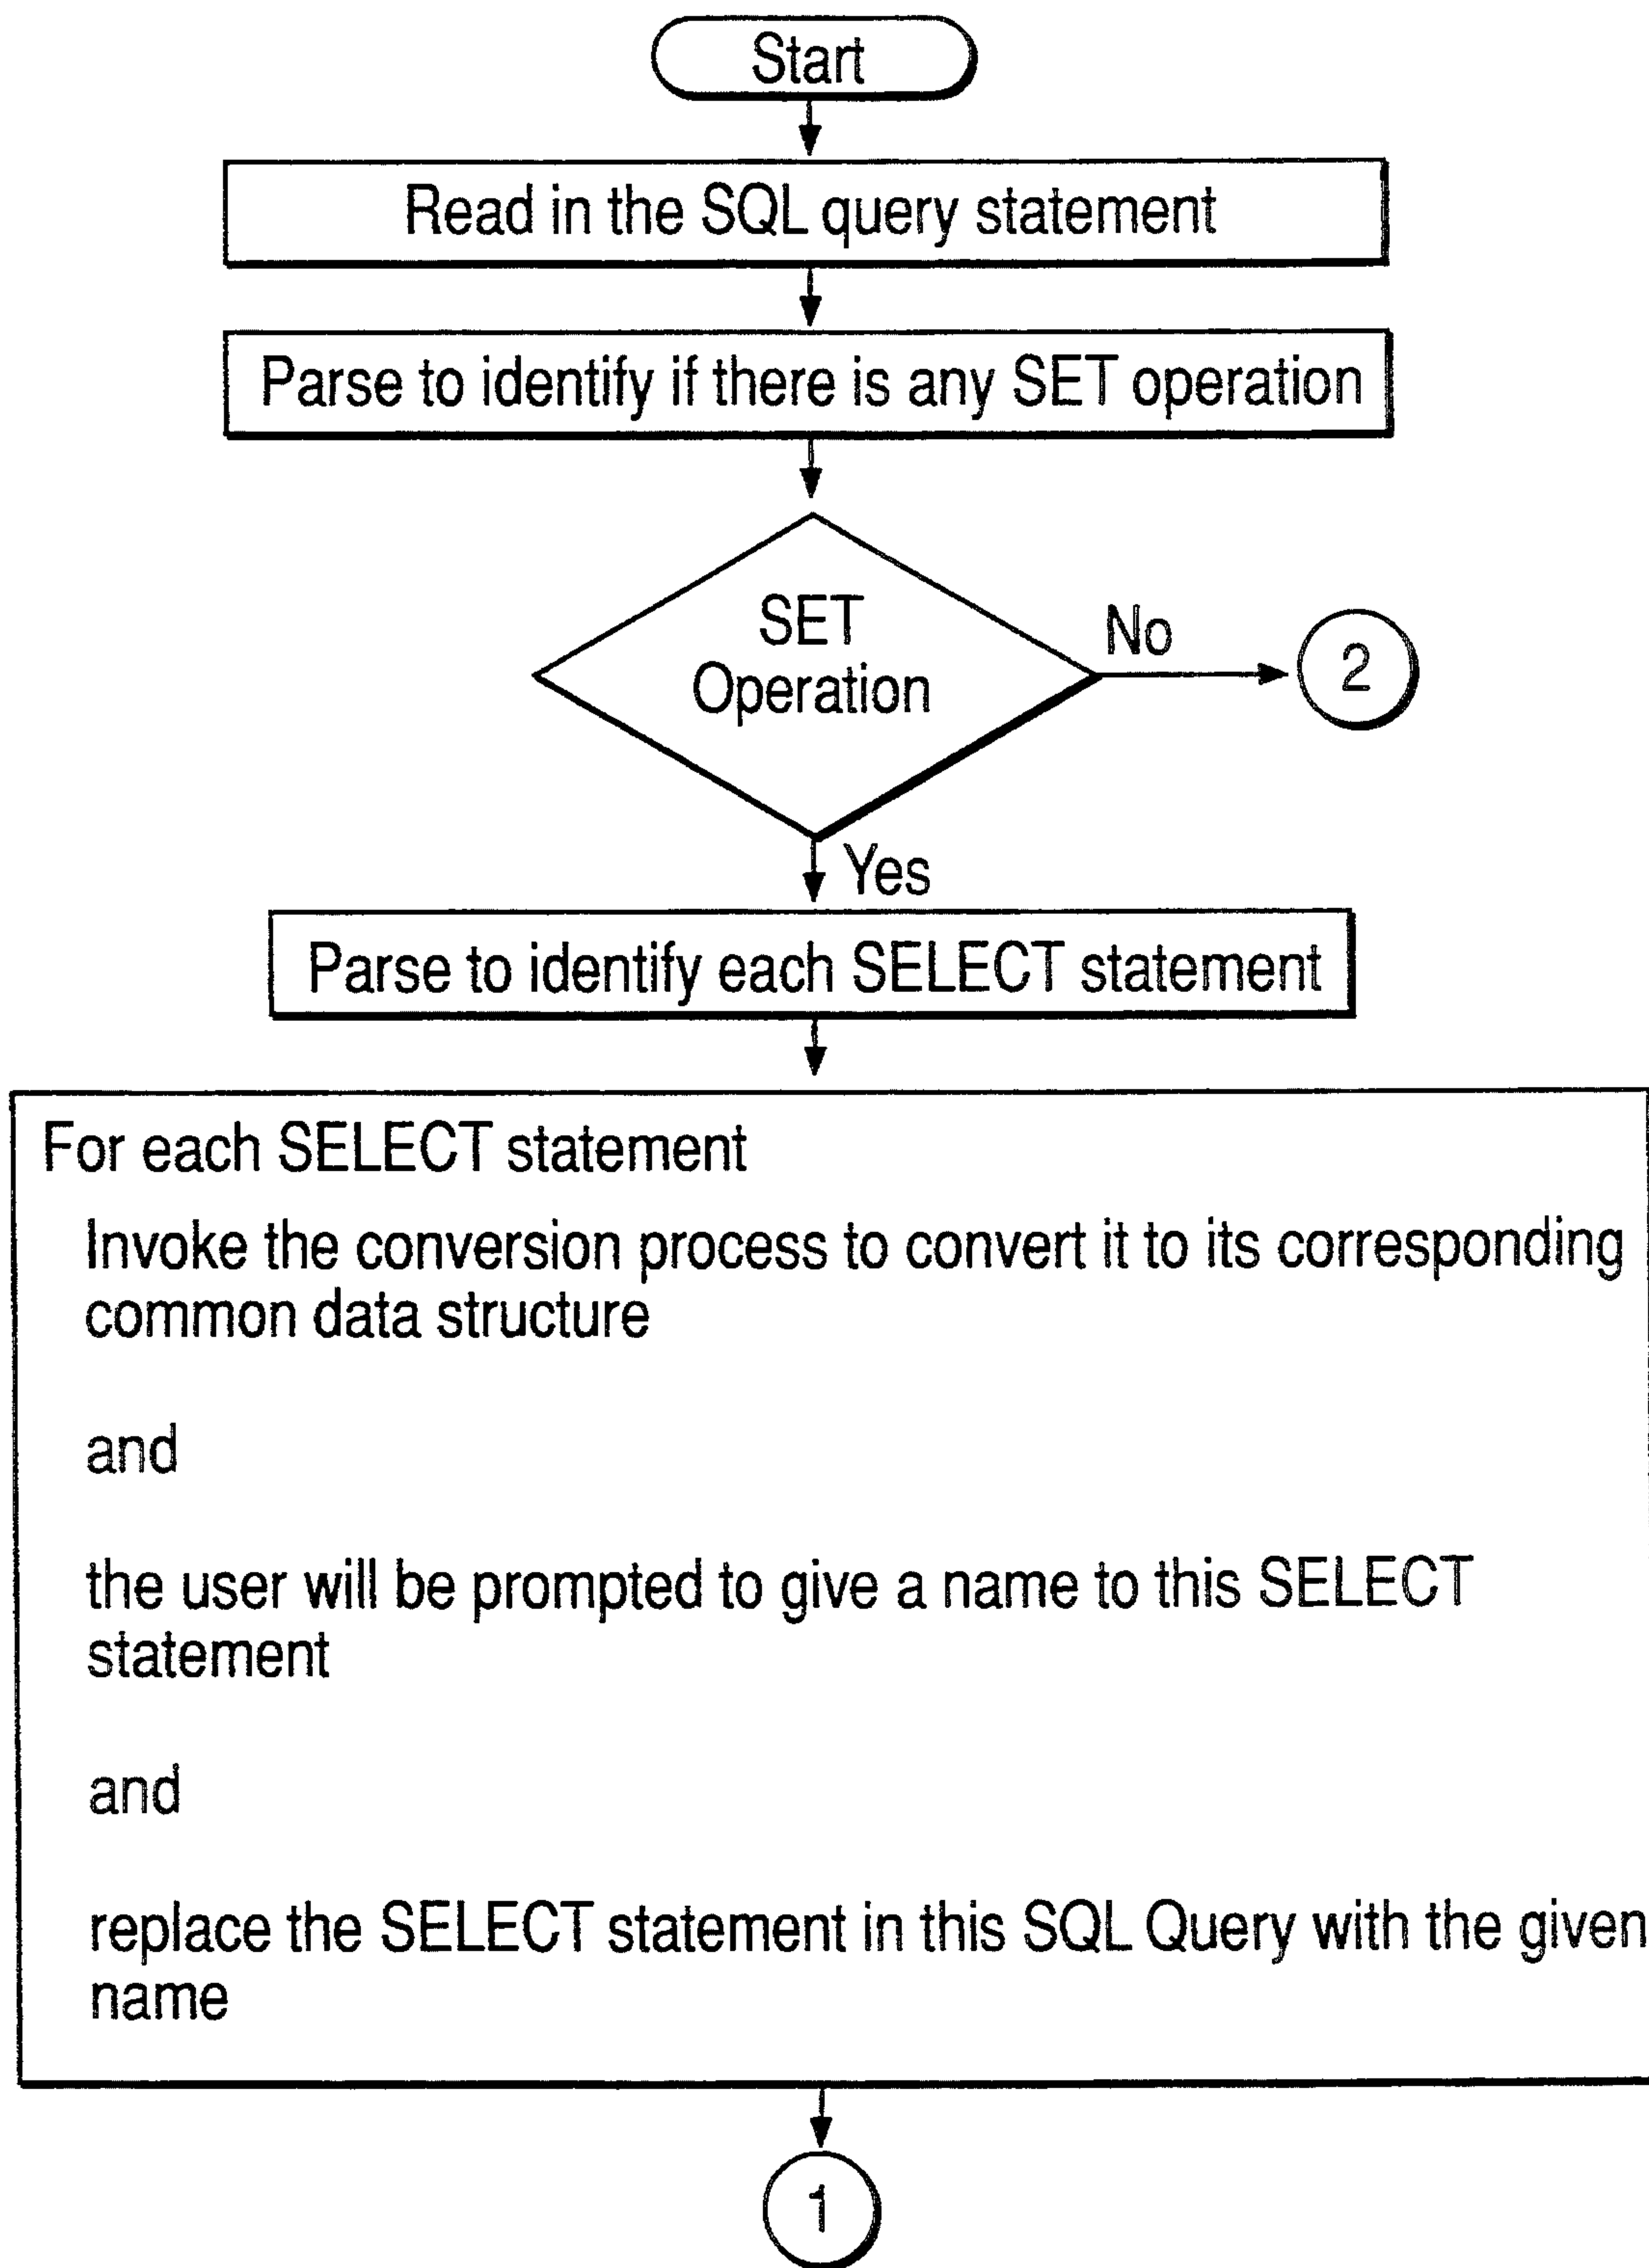 Start
Read in the SQL query statement
Parse to identify if there is any SET operation
SET
Operation
No
2
Yes
Parse to identify each SELECT statement
For each SELECT statement
Invoke the conversion process to convert it to its corresponding
common data structure
and
the user will be prompted to give a name to this SELECT
statement
and
replace the SELECT statement in this SQL Query with the given
name
1